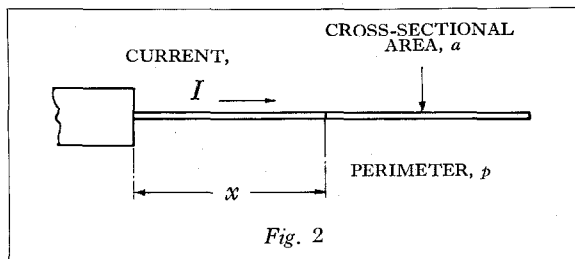 CROSS-SECTIONAL
AREA, a
CURRENT,
I
PERIMETER, p
x
Fig. 2